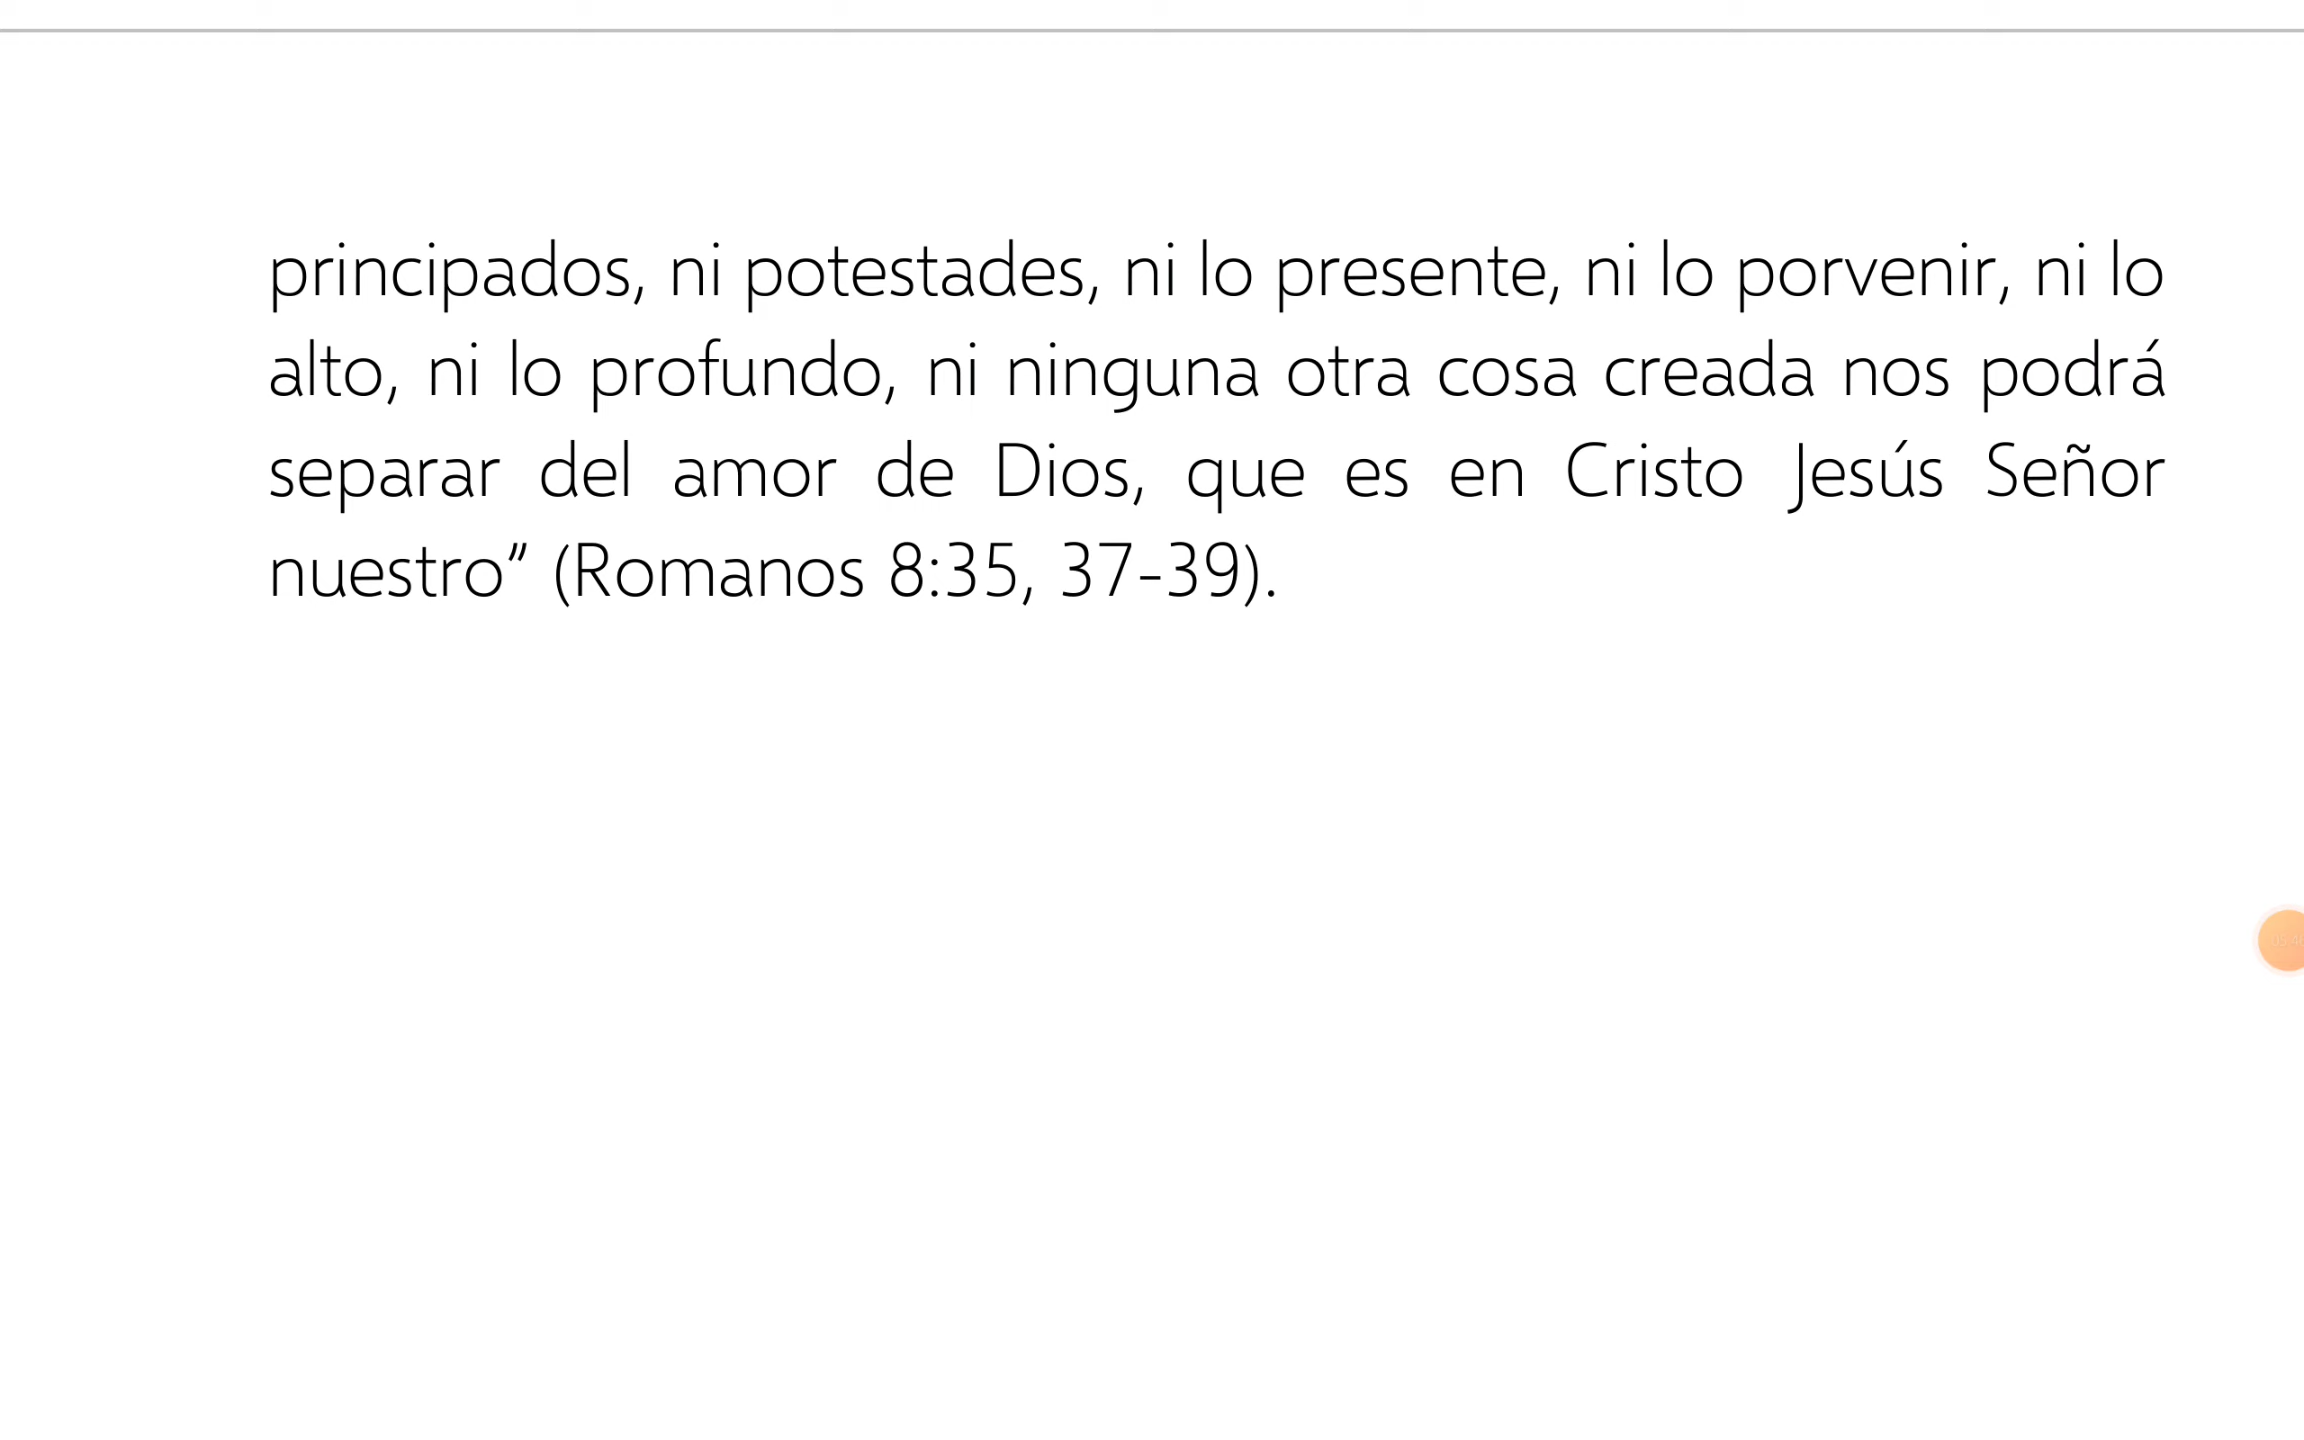 principados, ni potestades, ni lo presente, ni lo porvenir, ni lo
alto, ni lo profundo, ni ninguna otra cosa creada nos podrá
separar del amor de Dios, que es en Cristo Jesús Señor
nuestro” (Romanos 8:35, 37-39).